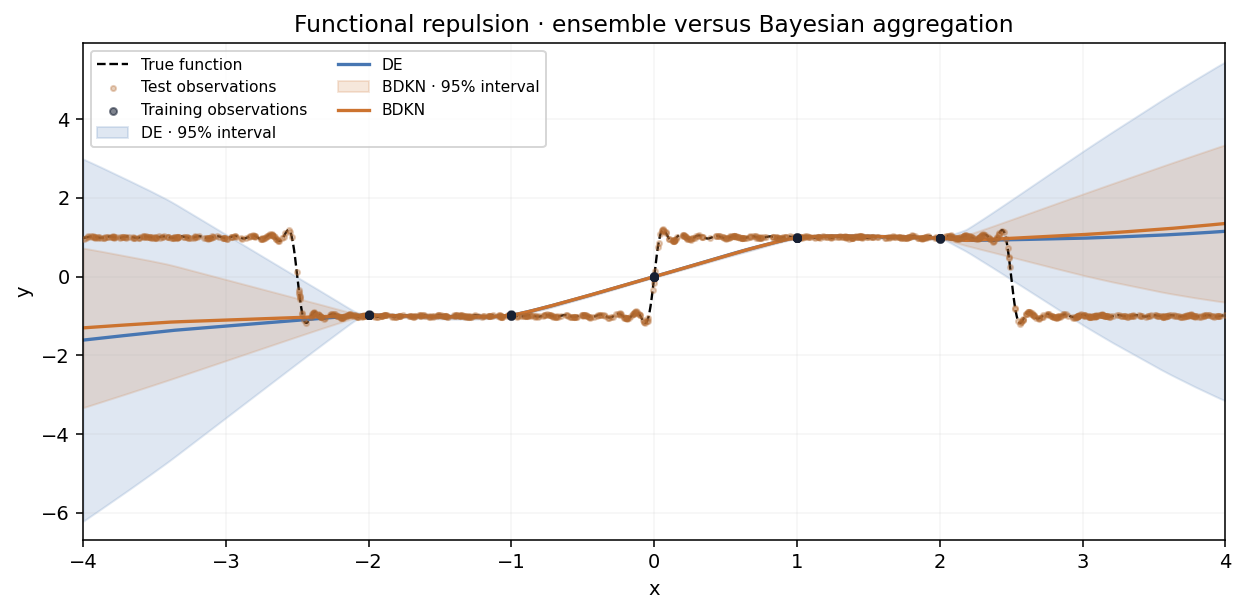 Functional repulsion · ensemble versus Bayesian aggregation
True function
Test observations
Training observations
DE · 95% interval
DE
BDKN · 95% interval
BDKN
y
4
2
0
−2
−4
−6
−4 −3 −2 −1 0 1 2 3 4
x